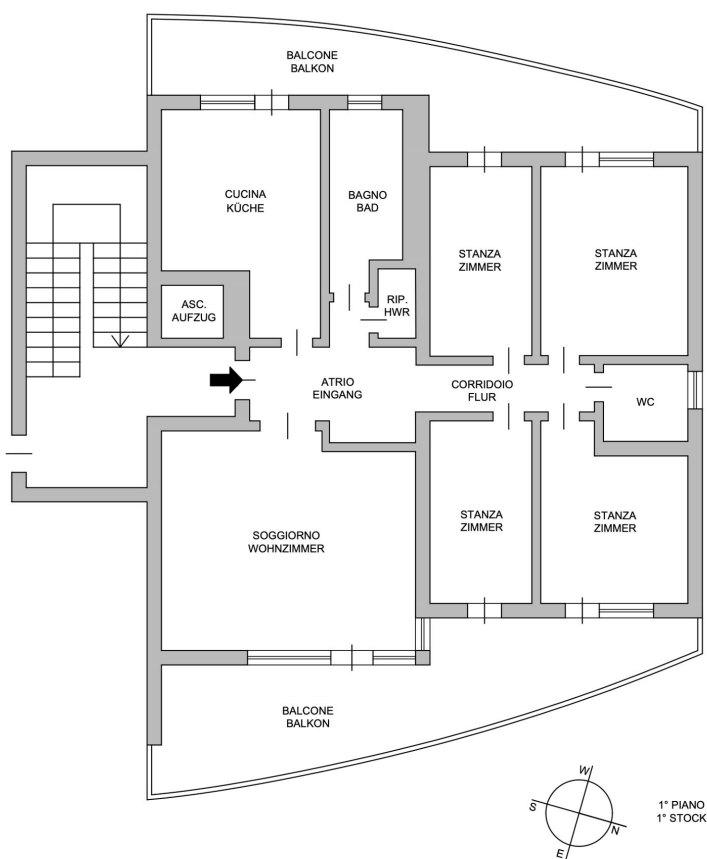 BALCONE
BALKON
CUCINA
KÜCHE
BAGNO
BAD
STANZA
ZIMMER
STANZA
ZIMMER
ASC.
AUFZUG
RIP.
HWR
ATRIO
EINGANG
CORRIDOIO
FLUR
WC
STANZA
ZIMMER
STANZA
ZIMMER
SOGGIORNO
WOHNZIMMER
BALCONE
BALKON
W
S
N
E
1° PIANO
1° STOCK